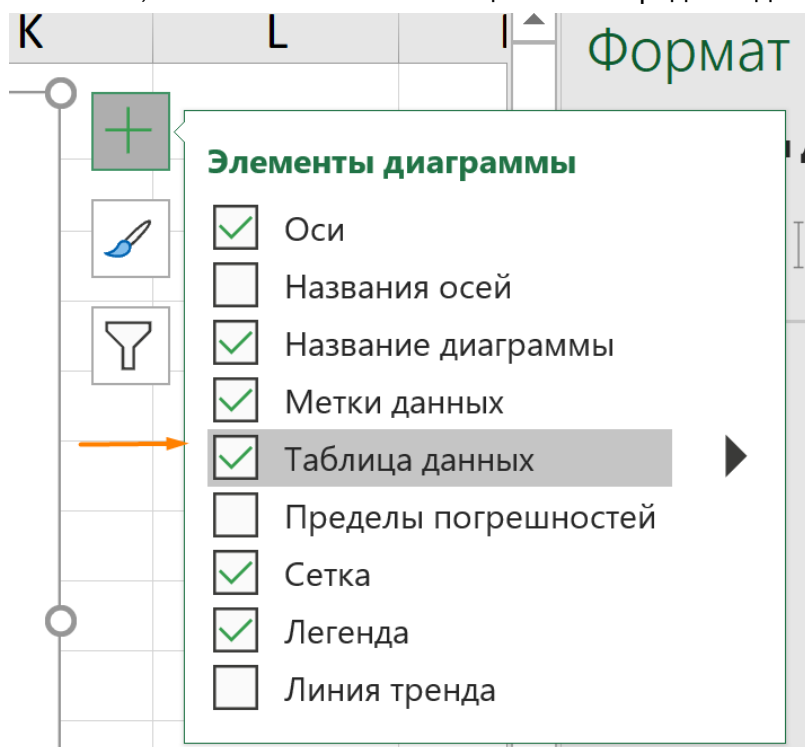 K
L
Формат
Элементы диаграммы
Оси
Названия осей
Название диаграммы
Метки данных
Таблица данных
Пределы погрешностей
Сетка
Легенда
Линия тренда